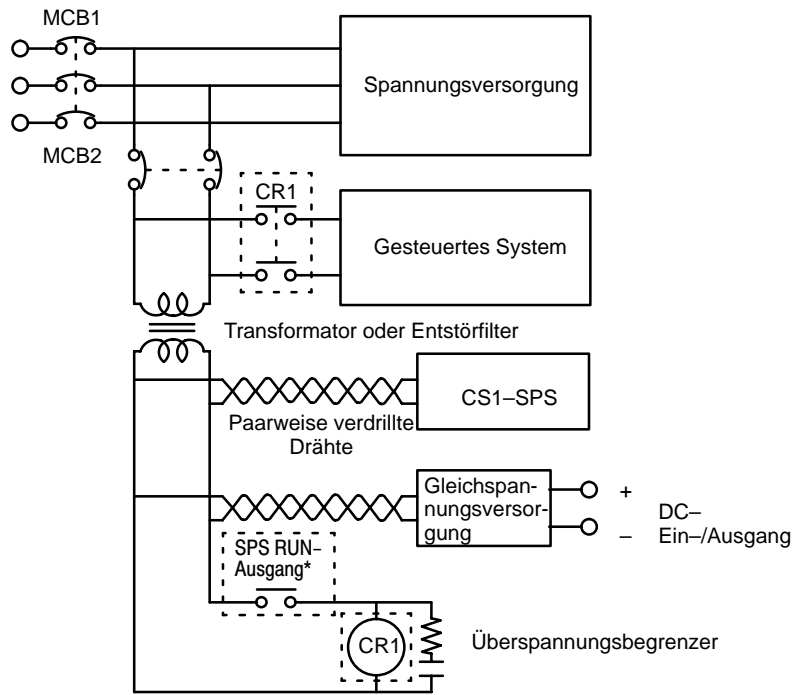 MCB1
Spannungsversorgung
MCB2
CR1
Gesteuertes System
Transformator oder Entstörfilter
CS1–SPS
Paarweise verdrillte
Drähte
Gleichspan-
nungsversor-
gung
+
–
DC–
Ein–/Ausgang
SPS RUN–
Ausgang*
CR1
Überspannungsbegrenzer